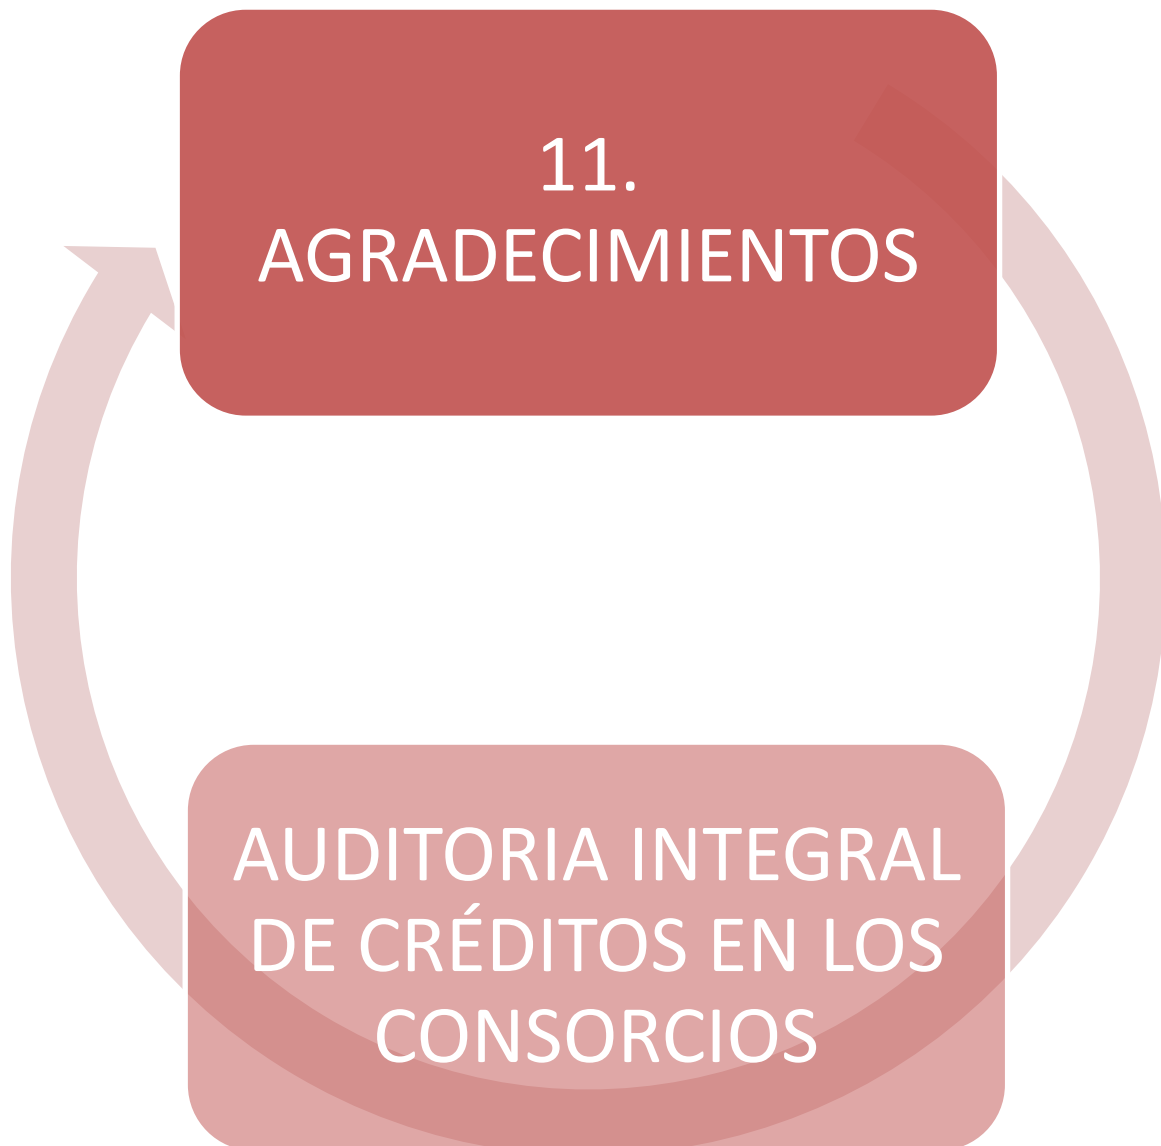 11.
AGRADECIMIENTOS
AUDITORIA INTEGRAL
DE CRÉDITOS EN LOS
CONSORCIOS